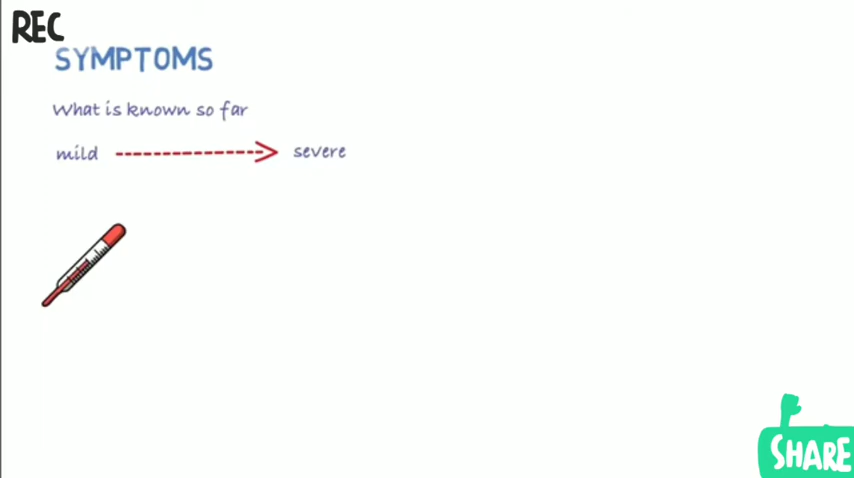 REC
SYMPTOMS
What is known so far
mild severe
SHARE